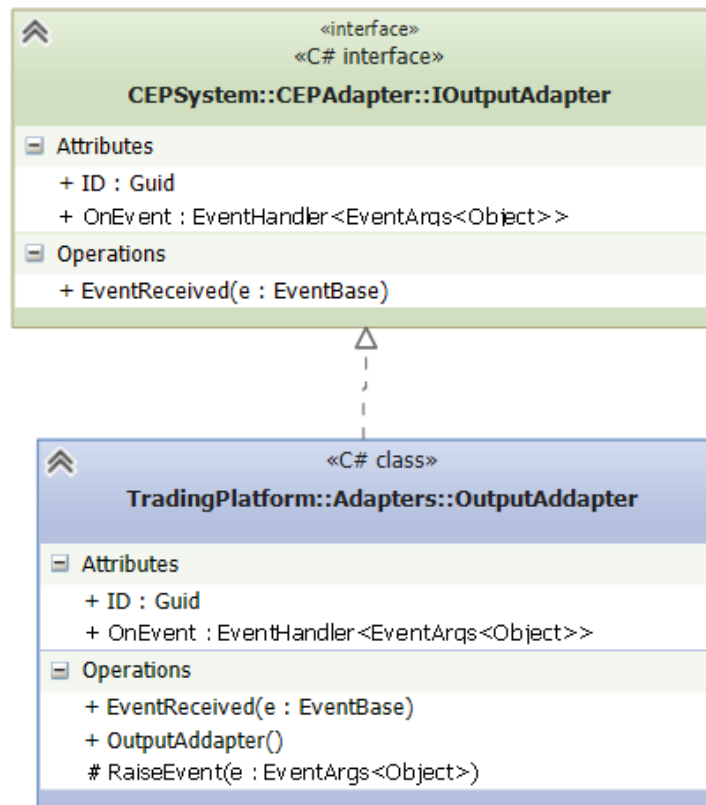 «interface»
«C# interface»
CEPSystem::CEPAdapter::IOutputAdapter
Attributes
+ ID : Guid
+ OnEvent : EventHandler<EventArgs<Object>>
Operations
+ EventReceived(e : EventBase)
«C# class»
TradingPlatform::Adapters::OutputAddapter
Attributes
+ ID : Guid
+ OnEvent : EventHandler<EventArgs<Object>>
Operations
+ EventReceived(e : EventBase)
+ OutputAddapter()
# RaiseEvent(e : EventArgs<Object>)